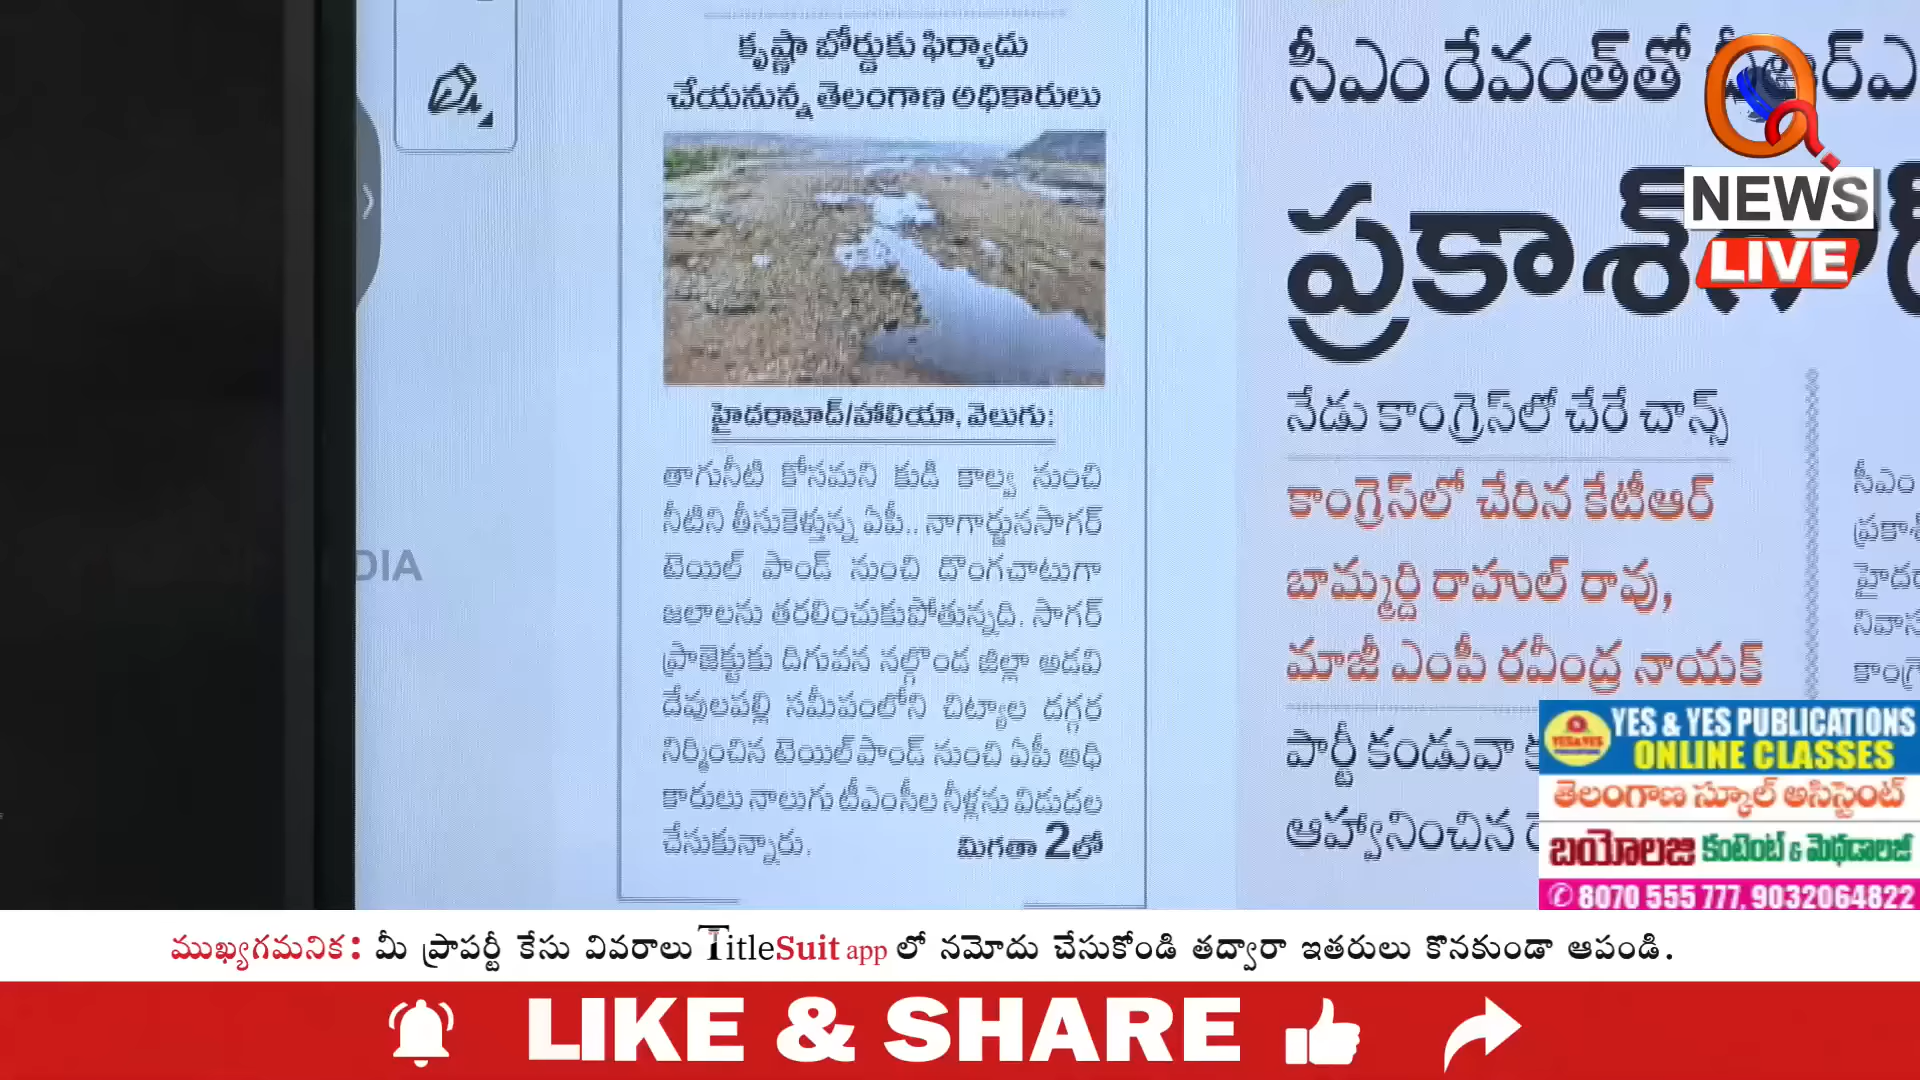 కృష్ణా బోర్డుకు ఫిర్యాదు
చేయనున్న తెలంగాణ అధికారులు
హైదరాబాద్/హాలియా, వెలుగు:
తాగునీటి కోసమని కుడి కాల్వ నుంచి
నీటిని తీసుకెళ్తున్న ఏపీ.. నాగార్జునసాగర్
టెయిల్ పాండ్ నుంచి దొంగచాటుగా
జలాలను తరలించుకుపోతున్నది. సాగర్
ప్రాజెక్టుకు దిగువన నల్గొండ జిల్లా అడవి
దేవులపల్లి సమీపంలోని చిట్యాల దగ్గర
నిర్మించిన టెయిల్‌పాండ్ నుంచి ఏపీ అధి
కారులు నాలుగు టీఎంసీల నీళ్లను విడుదల
చేసుకున్నారు.
మిగతా 2లో
DIA
సీఎం రేవంత్‌తో
నేడు కాంగ్రెస్‌లో చేరే చాన్స్
కాంగ్రెస్‌లో చేరిన కేటీఆర్
బామ్మర్ది రాహుల్ రావు,
మాజీ ఎంపీ రవీంద్ర నాయక్
పార్టీ కండువా
ఆహ్వానించిన
సీఎం
NEWS
LIVE
YES & YES PUBLICATIONS
ONLINE CLASSES
తెలంగాణ స్కూల్ అసిస్టెంట్
బయోలజి కంటెంట్ & మెథడాలజీ
8070 555 777, 9032064822
ముఖ్యగమనిక: మీ ప్రాపర్టీ కేసు వివరాలు TitleSuit app లో నమోదు చేసుకోండి తద్వారా ఇతరులు కొనకుండా ఆపండి.
LIKE & SHARE